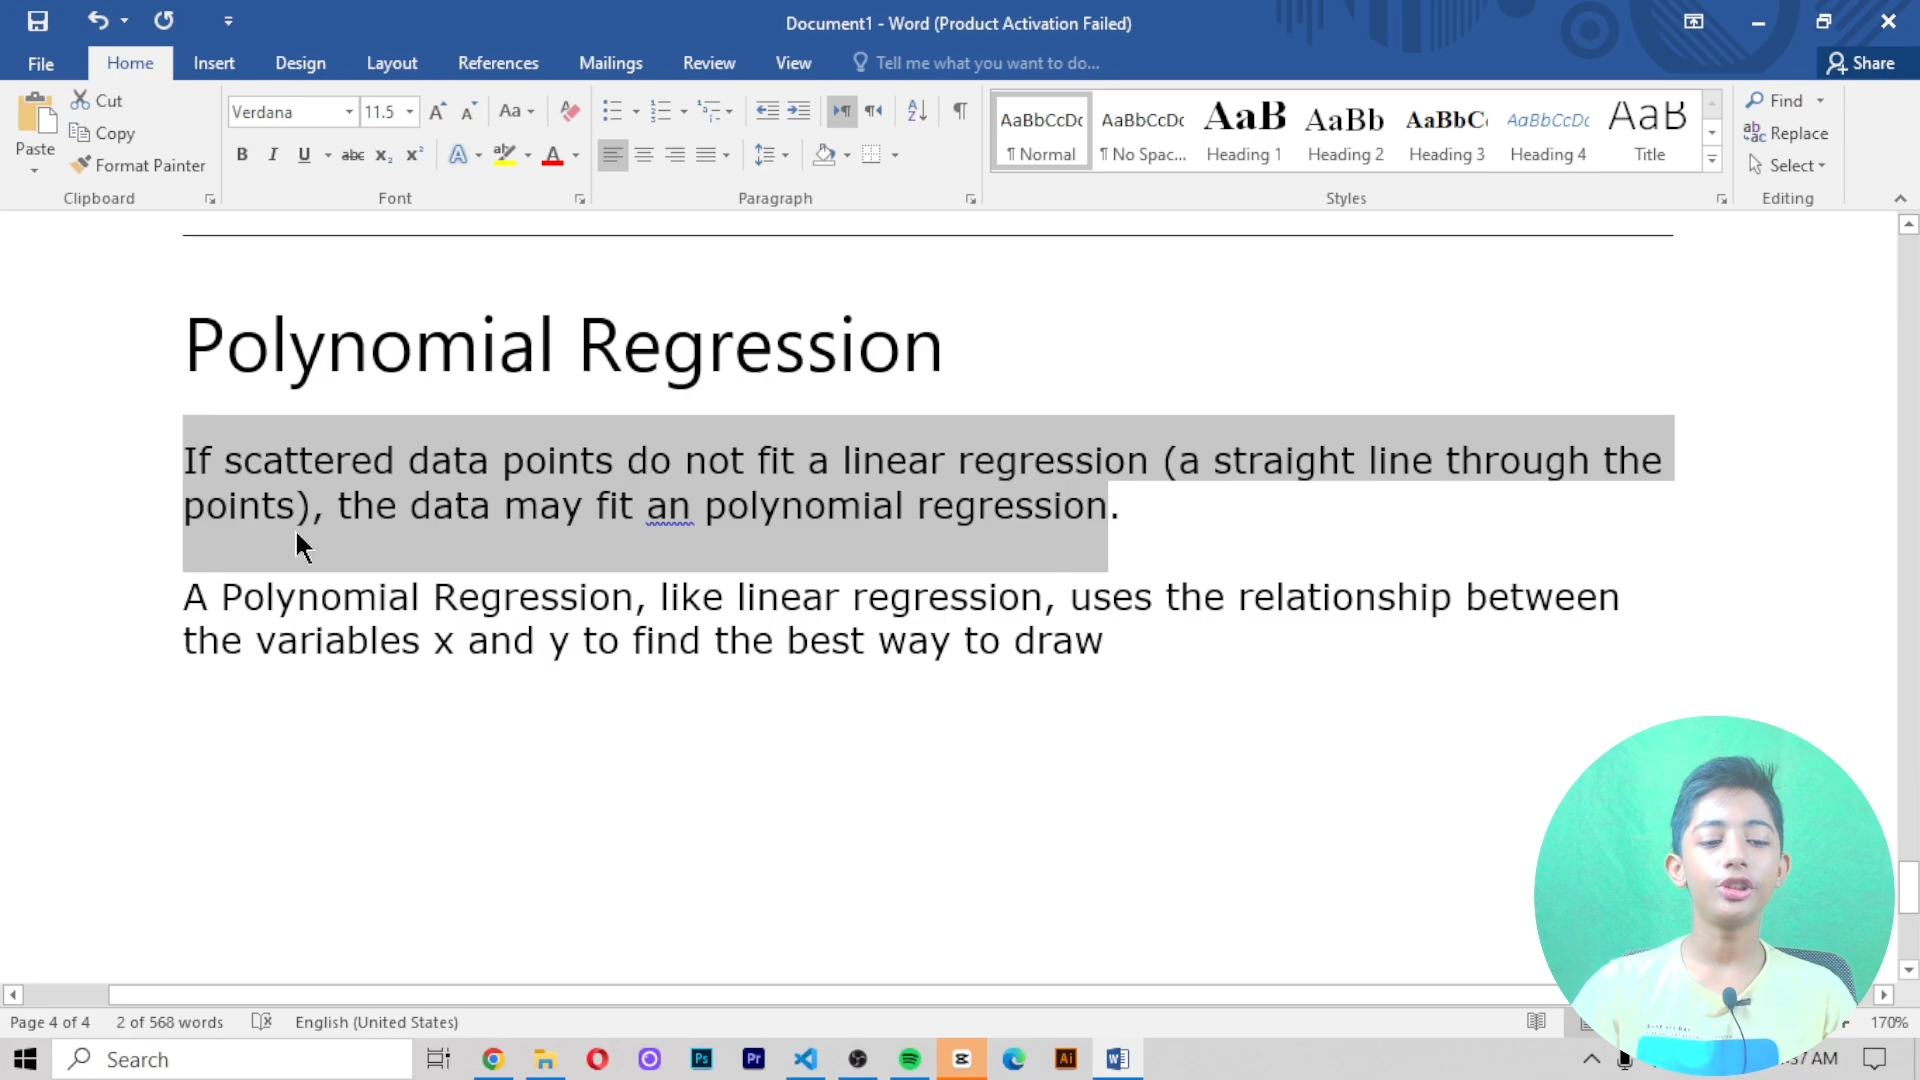 Document1 - Word (Product Activation Failed)
File Home Insert Design Layout References Mailings Review View Tell me what you want to do... Share
Paste Cut Copy Format Painter Clipboard
Verdana 11.5 Aa B I U abc X₂ X² A aby A Font
Paragraph
AaBbCcDc AaBbCcDc AaB AaBb AaBbC AaBbCcDc AaB
¶ Normal ¶ No Spac... Heading 1 Heading 2 Heading 3 Heading 4 Title
Styles
Find Replace Select Editing
Polynomial Regression
If scattered data points do not fit a linear regression (a straight line through the
points), the data may fit an polynomial regression.
A Polynomial Regression, like linear regression, uses the relationship between
the variables x and y to find the best way to draw
Page 4 of 4 2 of 568 words English (United States) 170%
Search Ps Pr Ai AM